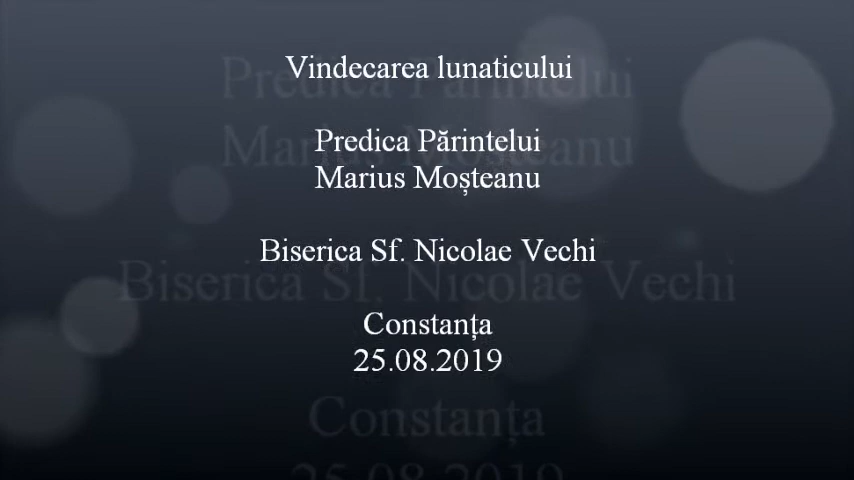 Vindecarea lunaticului
Predica Părintelui
Marius Moșteanu
Biserica Sf. Nicolae Vechi
Constanța
25.08.2019